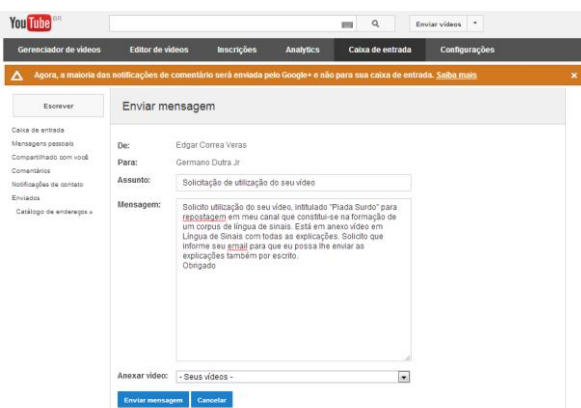 YouTube BR
Enviar vídeos
Gerenciador de vídeos Editor de vídeos Inscrições Analytics Caixa de entrada Configurações
Agora, a maioria das notificações de comentário será enviada pelo Google+ e não para sua caixa de entrada. Saiba mais ×
Escrever
Enviar mensagem
Caixa de entrada
Mensagens pessoais
Compartilhado com você
Comentários
Notificações de contato
Enviados
Catálogo de endereços »
De: Edgar Correa Veras
Para: Germano Dutra Jr
Assunto: Solicitação de utilização do seu vídeo
Mensagem: Solicito utilização do seu vídeo, intitulado "Piada Surdo" para
repostagem em meu canal que constitui-se na formação de
um corpus de língua de sinais. Está em anexo vídeo em
Língua de Sinais com todas as explicações. Solicito que
informe seu email para que eu possa lhe enviar as
explicações também por escrito.
Obrigado
Anexar vídeo: - Seus vídeos -
Enviar mensagem Cancelar